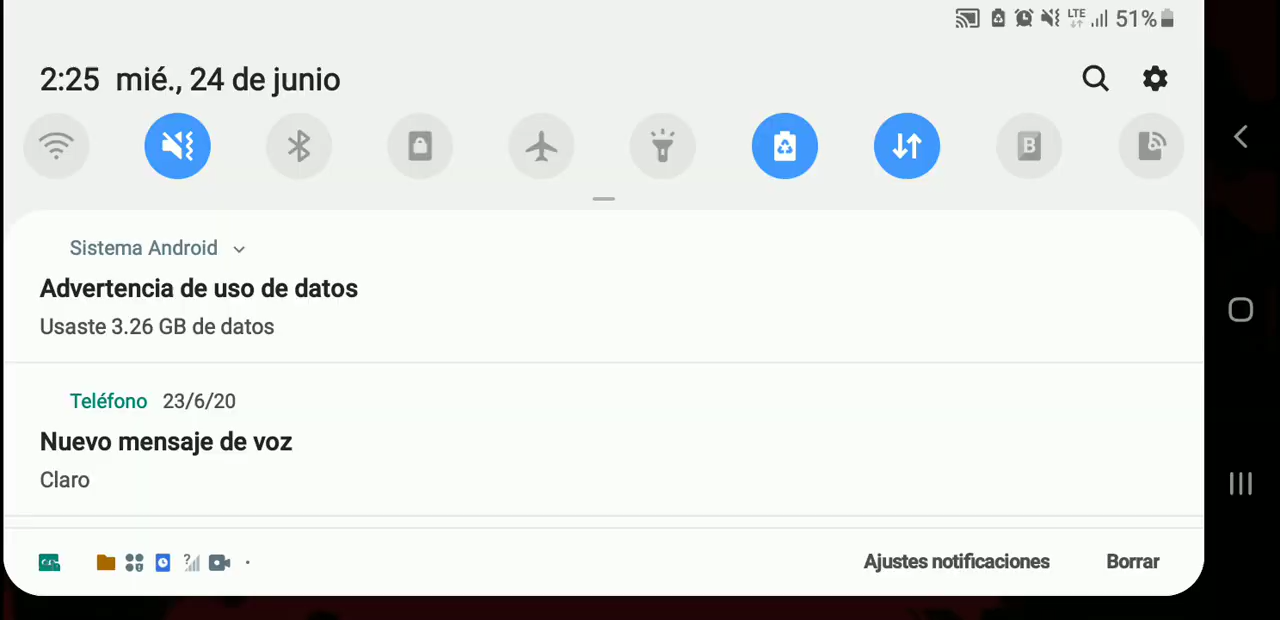 LTE 51%
2:25 mié., 24 de junio
B
Sistema Android
Advertencia de uso de datos
Usaste 3.26 GB de datos
Teléfono 23/6/20
Nuevo mensaje de voz
Claro
? Ajustes notificaciones Borrar